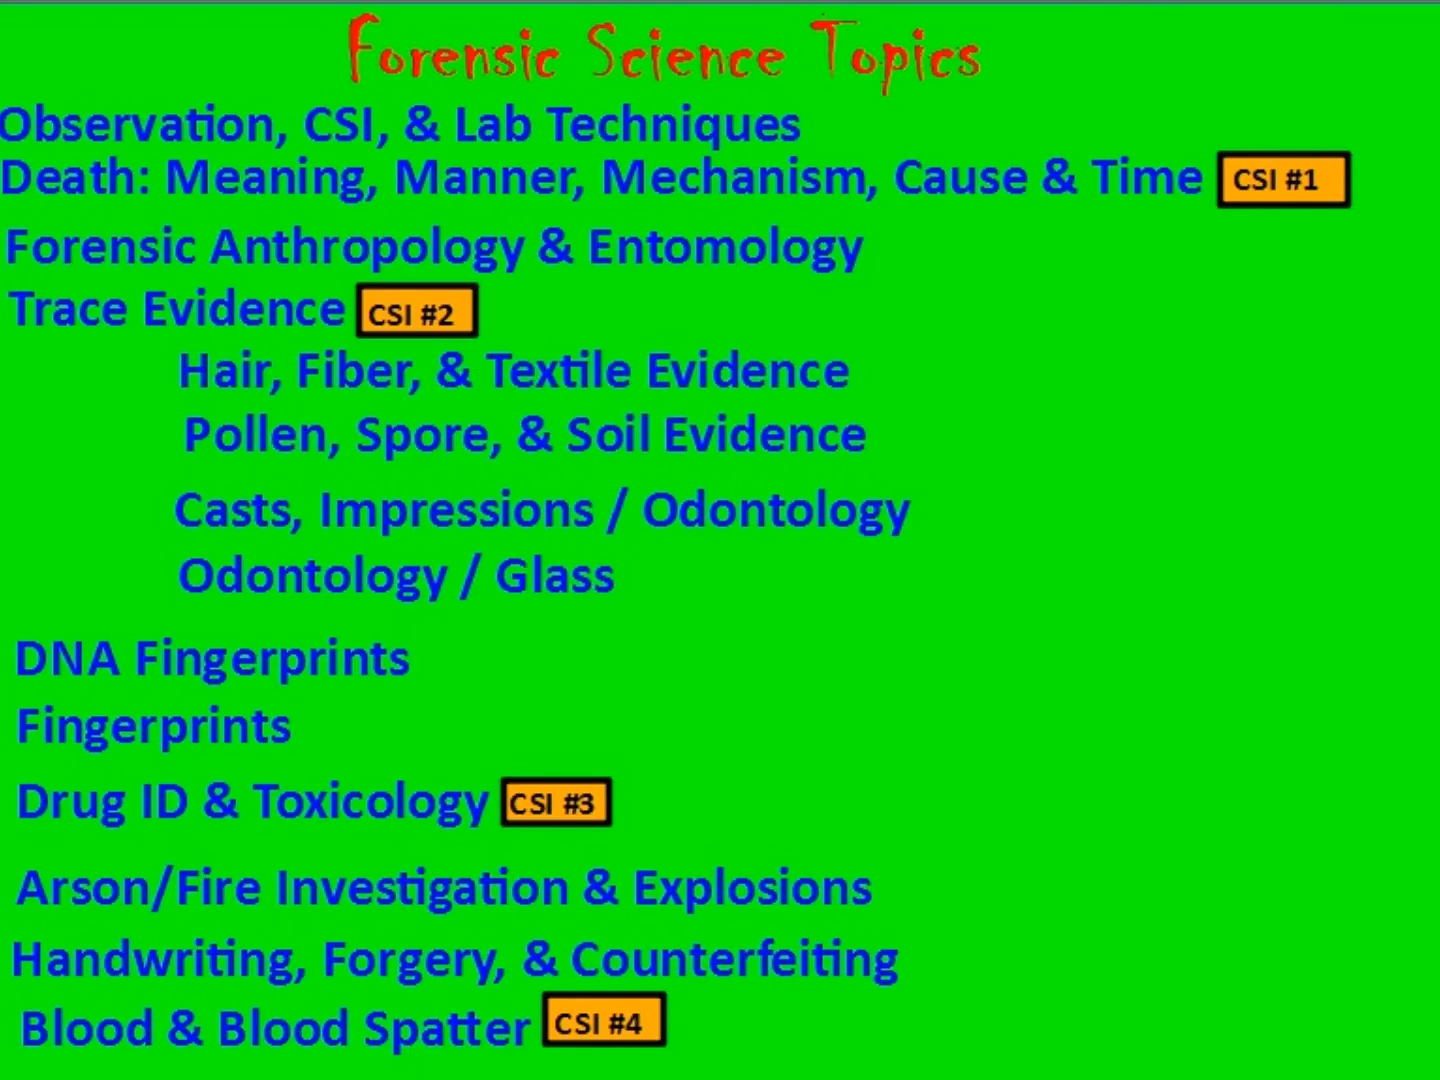 Forensic Science Topics
Observation, CSI, & Lab Techniques
Death: Meaning, Manner, Mechanism, Cause & Time CSI #1
Forensic Anthropology & Entomology
Trace Evidence CSI #2
Hair, Fiber, & Textile Evidence
Pollen, Spore, & Soil Evidence
Casts, Impressions / Odontology
Odontology / Glass
DNA Fingerprints
Fingerprints
Drug ID & Toxicology CSI #3
Arson/Fire Investigation & Explosions
Handwriting, Forgery, & Counterfeiting
Blood & Blood Spatter CSI #4